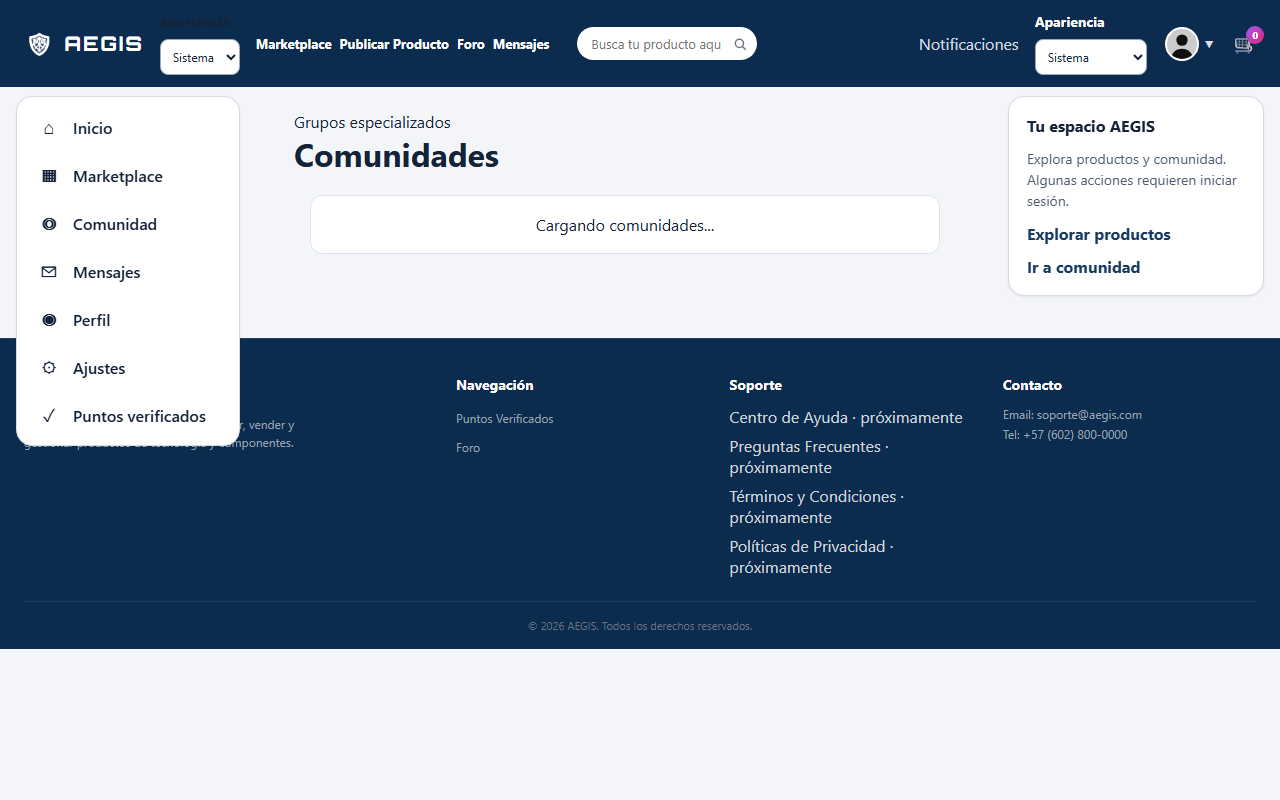 AEGIS
Apariencia
Sistema
Marketplace Publicar Producto Foro Mensajes
Busca tu producto aqu
Notificaciones
Apariencia
Sistema
0
Inicio
Marketplace
Comunidad
Mensajes
Perfil
Ajustes
Puntos verificados
Grupos especializados
Comunidades
Cargando comunidades...
Tu espacio AEGIS
Explora productos y comunidad.
Algunas acciones requieren iniciar
sesión.
Explorar productos
Ir a comunidad
vender y
componentes.
Navegación
Puntos Verificados
Foro
Soporte
Centro de Ayuda · próximamente
Preguntas Frecuentes ·
próximamente
Términos y Condiciones ·
próximamente
Políticas de Privacidad ·
próximamente
Contacto
Email: soporte@aegis.com
Tel: +57 (602) 800-0000
© 2026 AEGIS. Todos los derechos reservados.